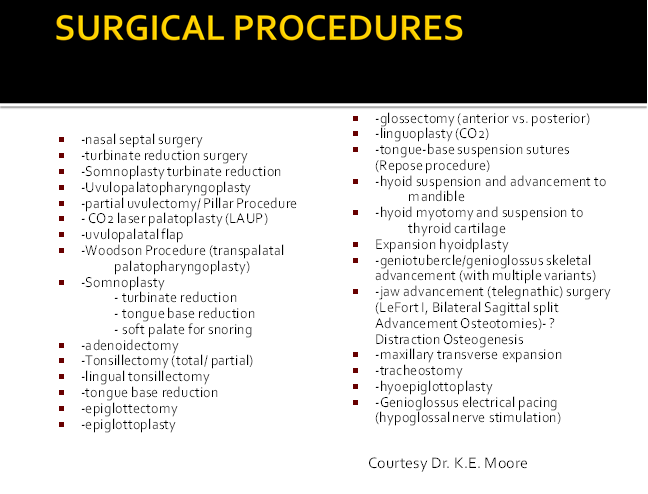 SURGICAL PROCEDURES
-nasal septal surgery
-turbinate reduction surgery
-Somnoplasty turbinate reduction
-Uvulopalatopharyngoplasty
-partial uvulectomy/ Pillar Procedure
- CO2 laser palatoplasty (LAUP)
-uvulopalatal flap
-Woodson Procedure (transpalatal
palatopharyngoplasty)
-Somnoplasty
- turbinate reduction
- tongue base reduction
- soft palate for snoring
-adenoidectomy
-Tonsillectomy (total/ partial)
-lingual tonsillectomy
-tongue base reduction
-epiglottectomy
-epiglottoplasty
-glossectomy (anterior vs. posterior)
-linguoplasty (CO2)
-tongue-base suspension sutures
(Repose procedure)
-hyoid suspension and advancement to
mandible
-hyoid myotomy and suspension to
thyroid cartilage
Expansion hyoidplasty
-geniotubercle/genioglossus skeletal
advancement (with multiple variants)
-jaw advancement (telegnathic) surgery
(LeFort I, Bilateral Sagittal split
Advancement Osteotomies)- ?
Distraction Osteogenesis
-maxillary transverse expansion
-tracheostomy
-hyoepiglottoplasty
-Genioglossus electrical pacing
(hypoglossal nerve stimulation)
Courtesy Dr. K.E. Moore